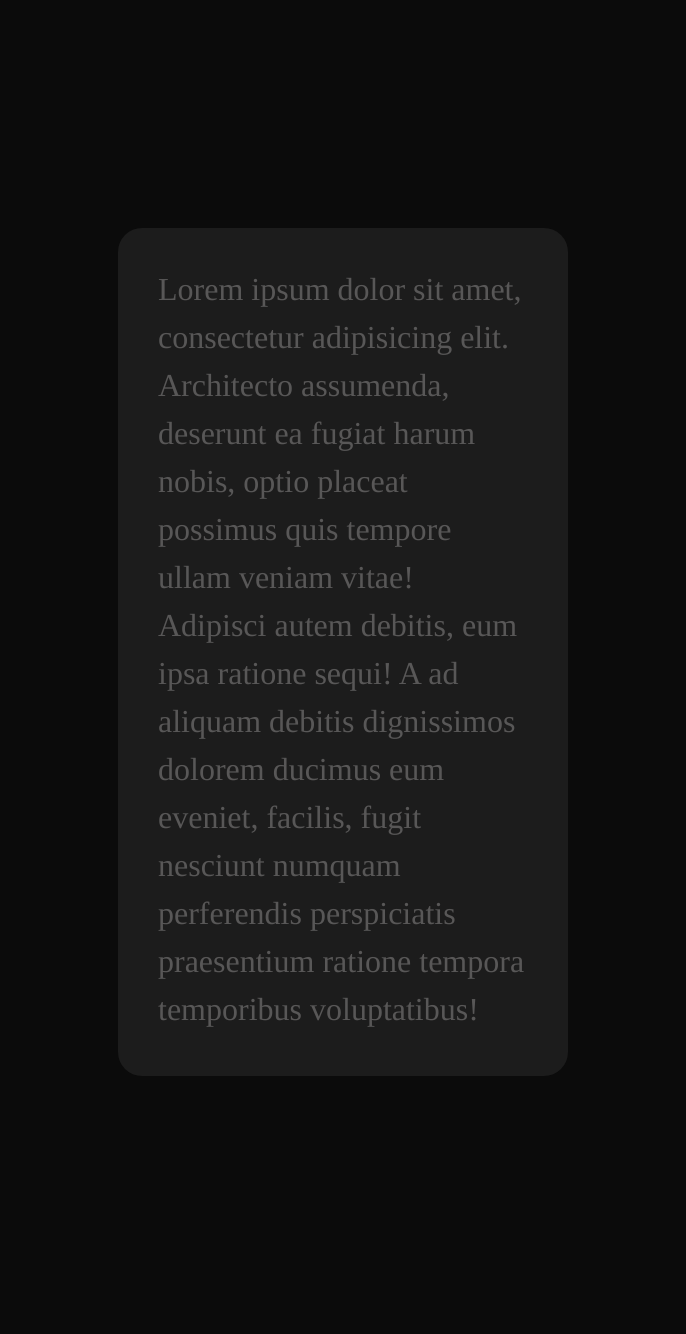 Lorem ipsum dolor sit amet,
consectetur adipisicing elit.
Architecto assumenda,
deserunt ea fugiat harum
nobis, optio placeat
possimus quis tempore
ullam veniam vitae!
Adipisci autem debitis, eum
ipsa ratione sequi! A ad
aliquam debitis dignissimos
dolorem ducimus eum
eveniet, facilis, fugit
nesciunt numquam
perferendis perspiciatis
praesentium ratione tempora
temporibus voluptatibus!